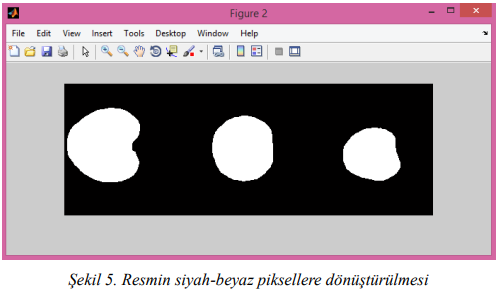 Figure 2
File Edit View Insert Tools Desktop Window Help
Şekil 5. Resmin siyah-beyaz piksellere dönüştürülmesi